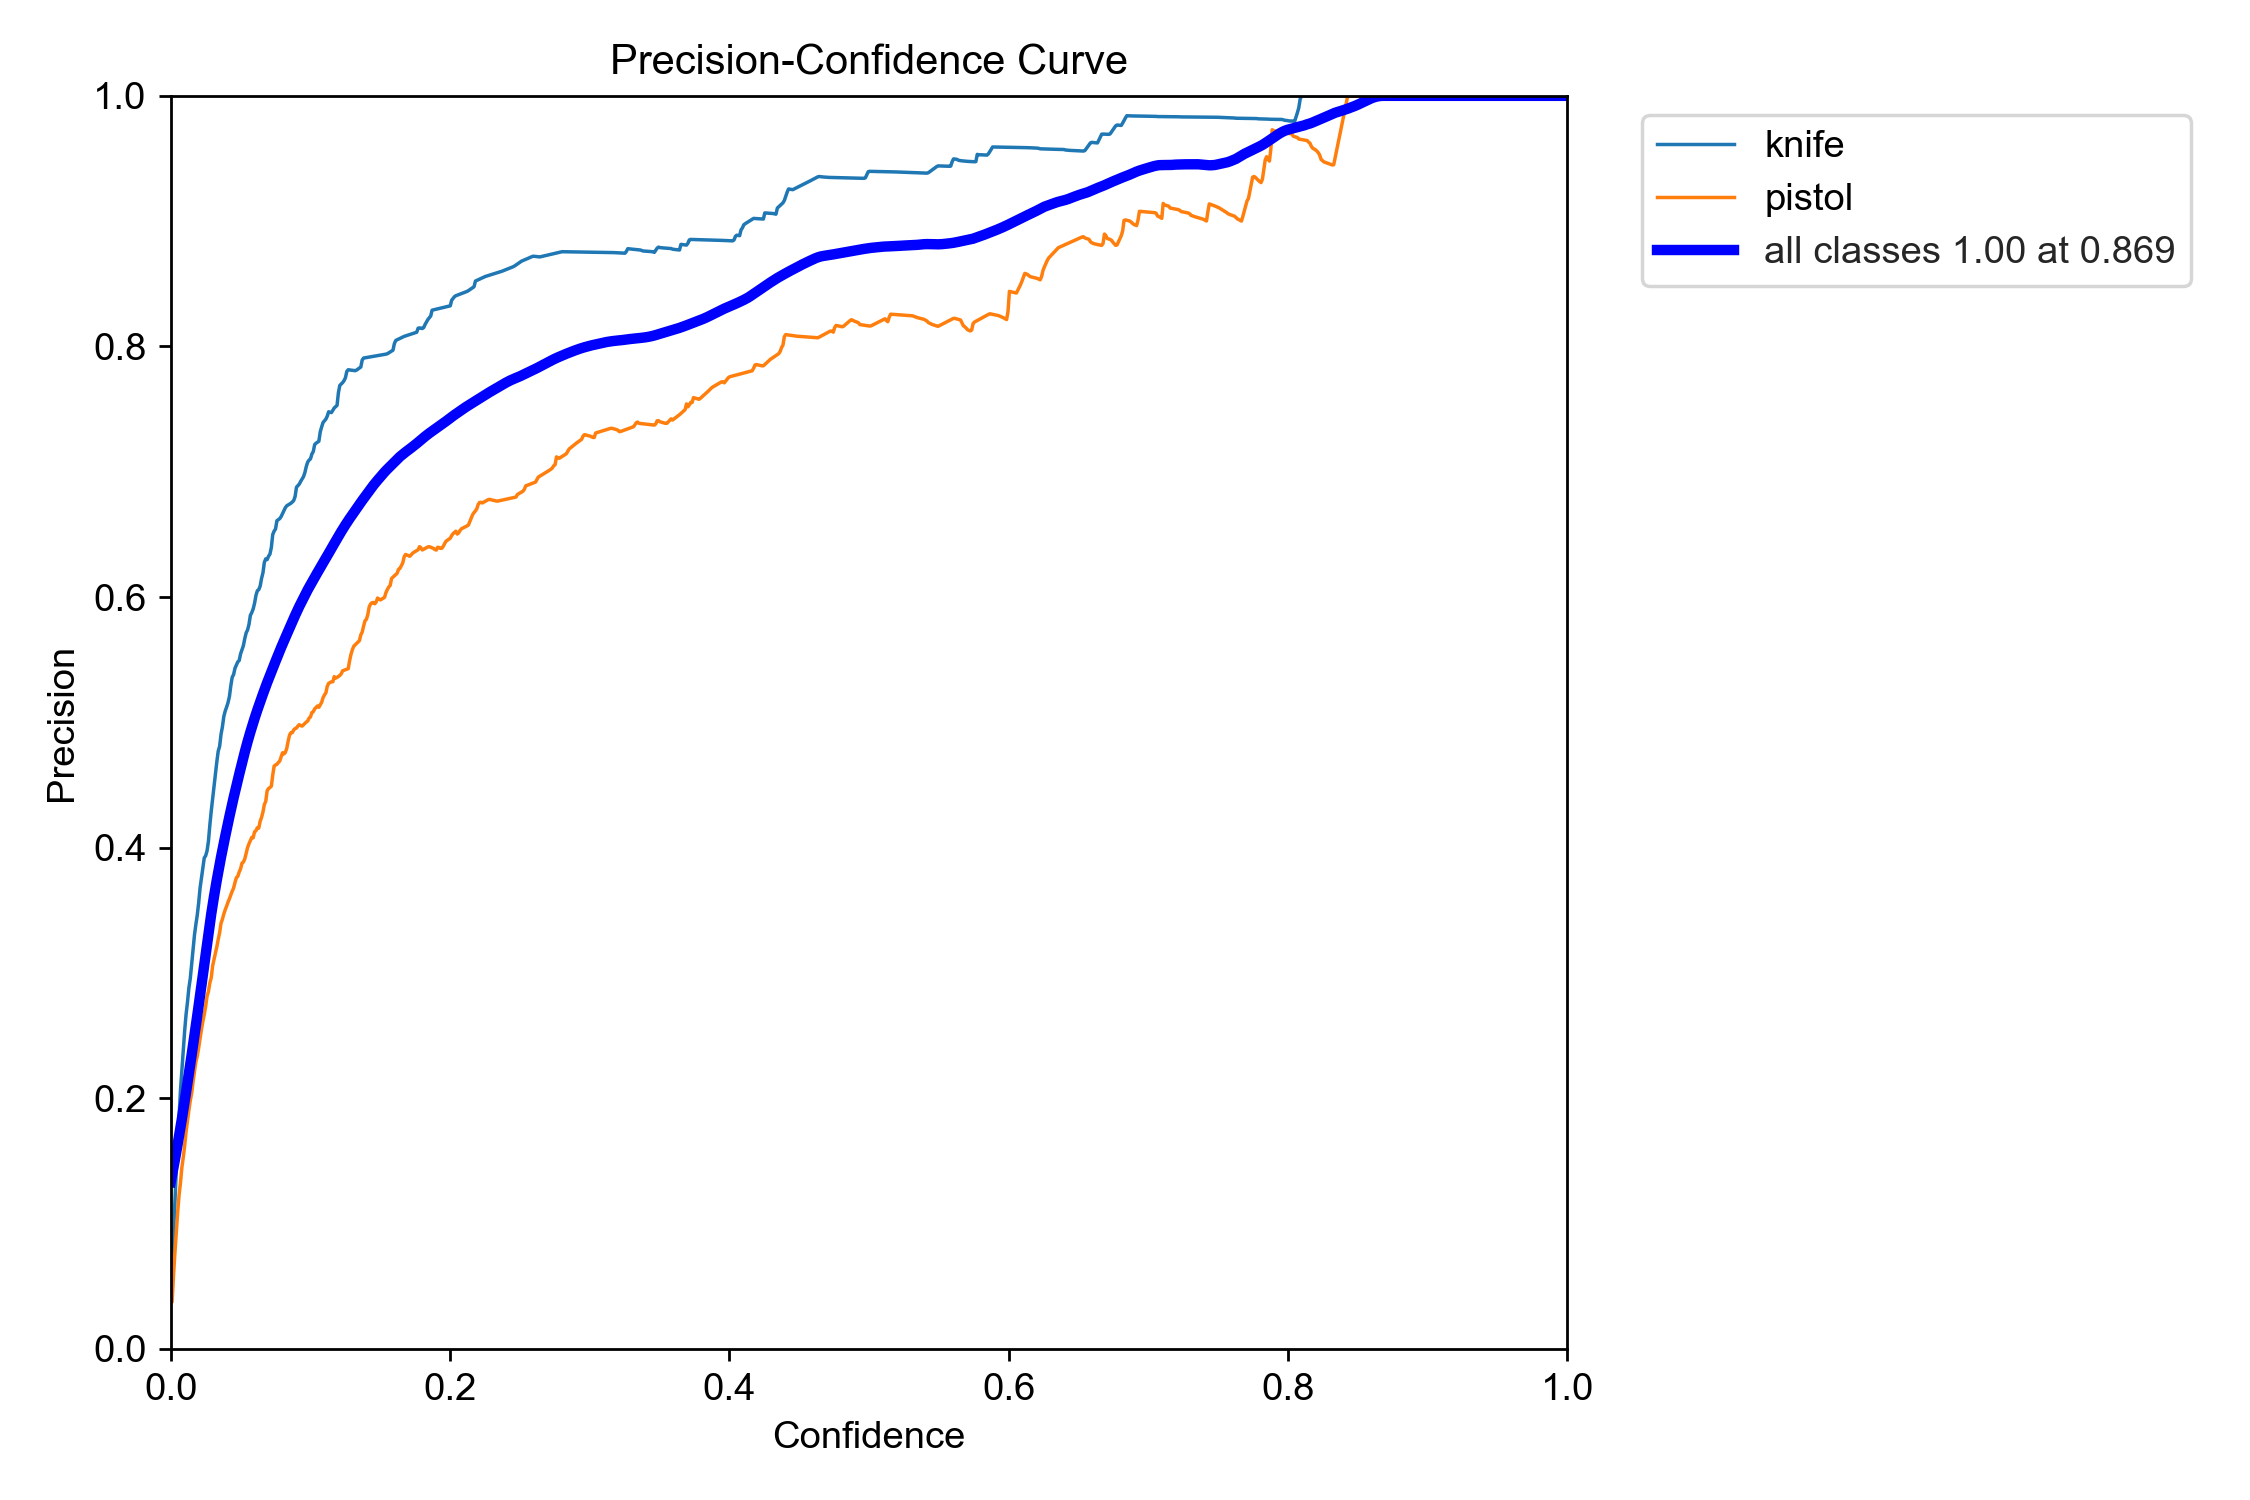 Precision-Confidence Curve
1.0
0.8
0.6
0.4
0.2
0.0
Precision
0.0 0.2 0.4 0.6 0.8 1.0
Confidence
knife
pistol
all classes 1.00 at 0.869